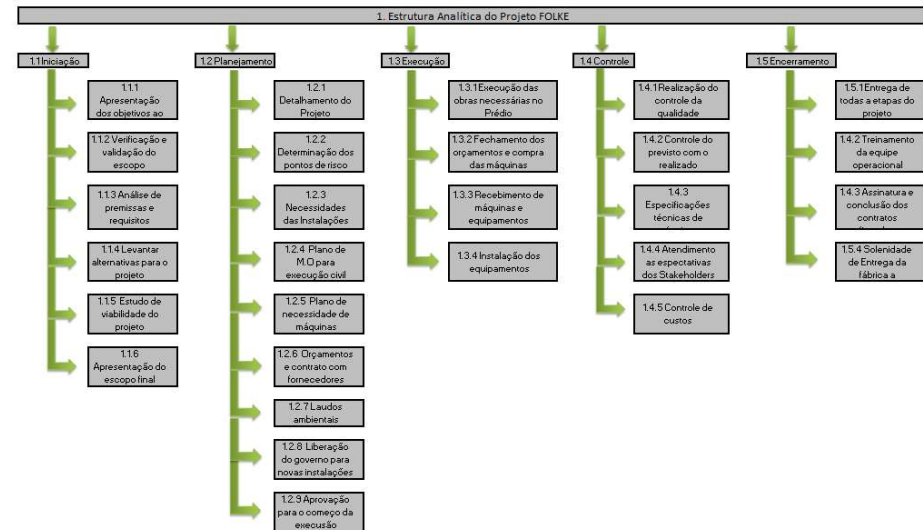 1. Estrutura Analítica do Projeto FOLKE
1.1 Iniciação
1.1.1
Apresentação
dos objetivos ao
1.1.2 Verificação e
validação do
escopo
1.1.3 Análise de
premissas e
requisitos
1.1.4 Levantar
alternativas para o
projeto
1.1.5 Estudo de
viabilidade do
projeto
1.1.6
Apresentação do
escopo final
1.2 Planejamento
1.2.1
Detalhamento do
Projeto
1.2.2
Determinação dos
pontos de risco
1.2.3
Necessidades
das Instalações
1.2.4 Plano de
M.O para
execução civil
1.2.5 Plano de
necessidade de
máquinas
1.2.6 Orçamentos
e contrato com
fornecedores
1.2.7 Laudos
ambientais
1.2.8 Liberação
do governo para
novas instalações
1.2.9 Aprovação
para o começo da
execusão
1.3 Execução
1.3.1 Execução das
obras necessárias no
Prédio
1.3.2 Fechamento dos
orçamentos e compra
das máquinas
1.3.3 Recebimento de
máquinas e
equipamentos
1.3.4 Instalação dos
equipamentos
1.4 Controle
1.4.1 Realização do
controle da
qualidade
1.4.2 Controle do
previsto com o
realizado
1.4.3
Especificações
técnicas de
1.4.4 Atendimento
as espectativas
dos Stakeholders
1.4.5 Controle de
custos
1.5 Encerramento
1.5.1 Entrega de
todas a etapas do
projeto
1.4.2 Treinamento
da equipe
operacional
1.4.3 Assinatura e
conclusão dos
contratos
1.5.4 Solenidade
de Entrega da
fábrica a